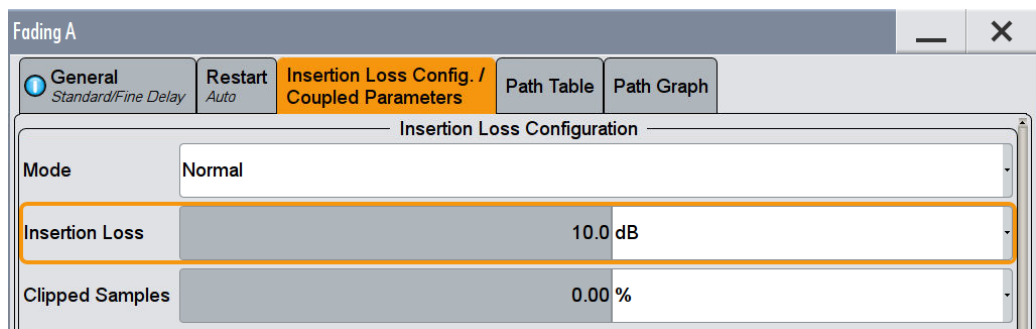 Fading A
General
Standard/Fine Delay
Restart
Auto
Insertion Loss Config. /
Coupled Parameters
Path Table
Path Graph
Insertion Loss Configuration
Mode Normal
Insertion Loss 10.0 dB
Clipped Samples 0.00 %